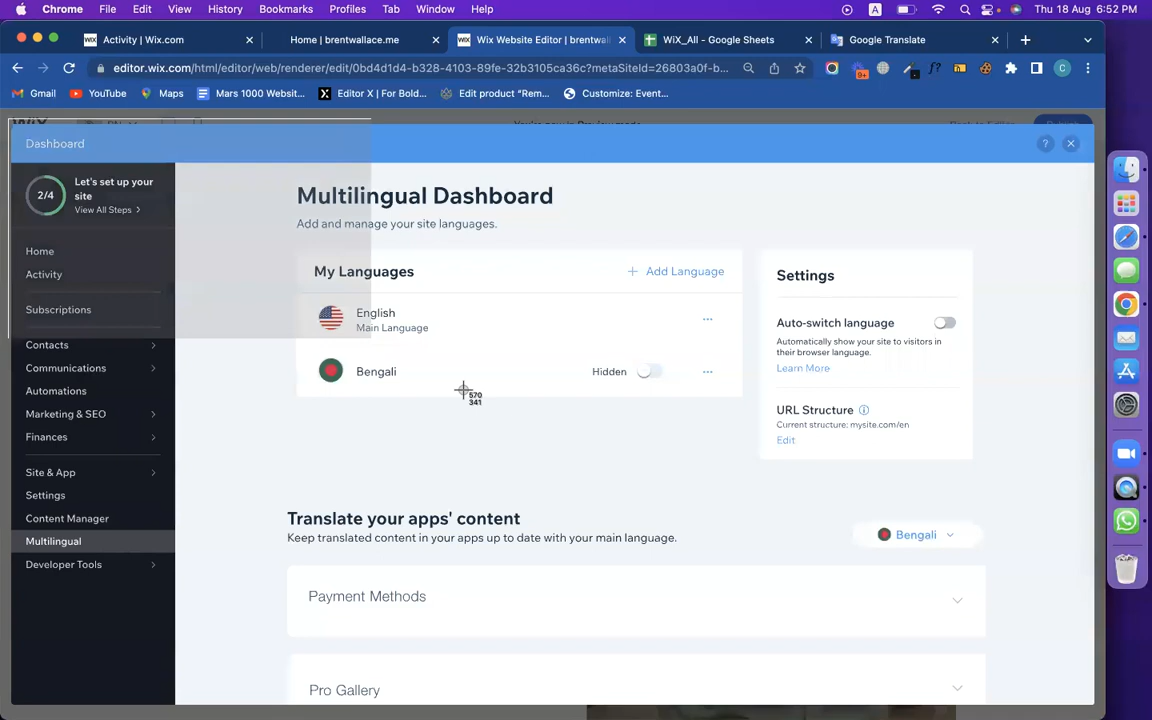 Chrome File Edit View History Bookmarks Profiles Tab Window Help A Thu 18 Aug 6:52 PM
WIX Activity | Wix.com Home | brentwallace.me WIX Wix Website Editor | brentwall WiX_All - Google Sheets Google Translate
editor.wix.com/html/editor/web/renderer/edit/0bd4d1d4-b328-4103-89fe-32b3105ca36c?metaSiteId=26803a0f-b... 9+ f? C
Gmail YouTube Maps Mars 1000 Websit... X Editor X | For Bold... Edit product “Rem... Customize: Event...
Dashboard ?
2/4
Let's set up your
site
View All Steps
Home
Activity
Subscriptions
Contacts
Communications
Automations
Marketing & SEO
Finances
Site & App
Settings
Content Manager
Multilingual
Developer Tools
Multilingual Dashboard
Add and manage your site languages.
My Languages + Add Language
English
Main Language
Bengali Hidden
570
341
Settings
Auto-switch language
Automatically show your site to visitors in
their browser language.
Learn More
URL Structure
Current structure: mysite.com/en
Edit
Translate your apps' content
Keep translated content in your apps up to date with your main language.
Bengali
Payment Methods
Pro Gallery